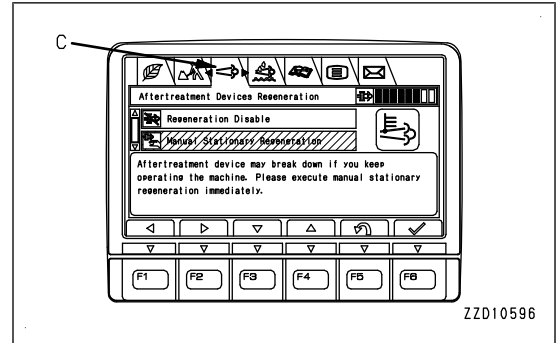 C
Aftertreatment Devices Regeneration
Regeneration Disable
Manual Stationary Regeneration
Aftertreatment device may break down if you keep
operating the machine. Please execute manual stationary
regeneration immediately.
F1 F2 F3 F4 F5 F6
ZZD10596